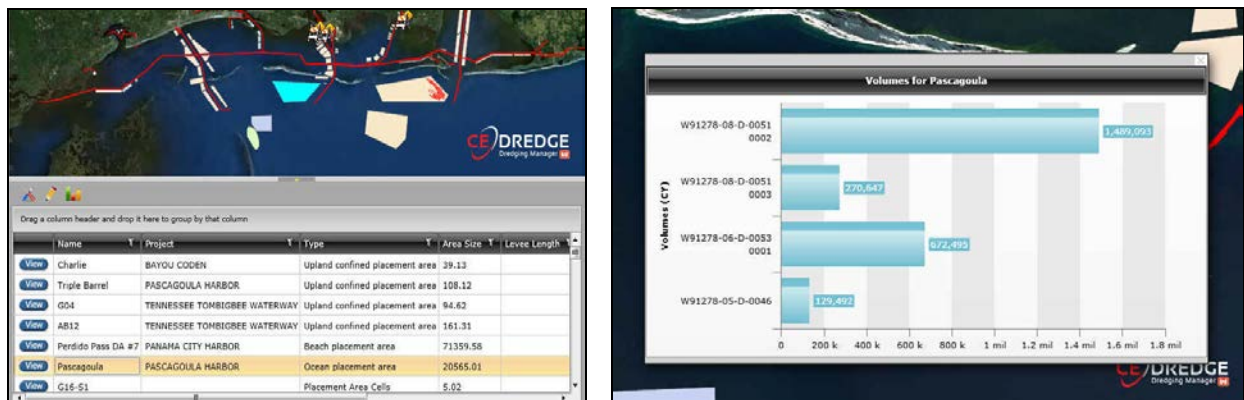 CE DREDGE
Dredging Manager
Drag a column header and drop it here to group by that column
Name Project Type Area Size Levee Length
View Charlie BAYOU CODEN Upland confined placement area 39.13
View Triple Barrel PASCAGOULA HARBOR Upland confined placement area 108.12
View G04 TENNESSEE TOMBIGBEE WATERWAY Upland confined placement area 94.62
View AB12 TENNESSEE TOMBIGBEE WATERWAY Upland confined placement area 161.31
View Perdido Pass DA #7 PANAMA CITY HARBOR Beach placement area 71359.58
View Pascagoula PASCAGOULA HARBOR Ocean placement area 20565.01
View G16-S1 Placement Area Cells 5.02
Volumes for Pascagoula
Volumes (CY)
W91278-08-D-0051
0002
1,489,093
W91278-08-D-0051
0003
270,647
W91278-06-D-0053
0001
672,495
W91278-05-D-0046
129,492
0 200 k 400 k 600 k 800 k 1 mil 1.2 mil 1.4 mil 1.6 mil 1.8 mil
CE DREDGE
Dredging Manager